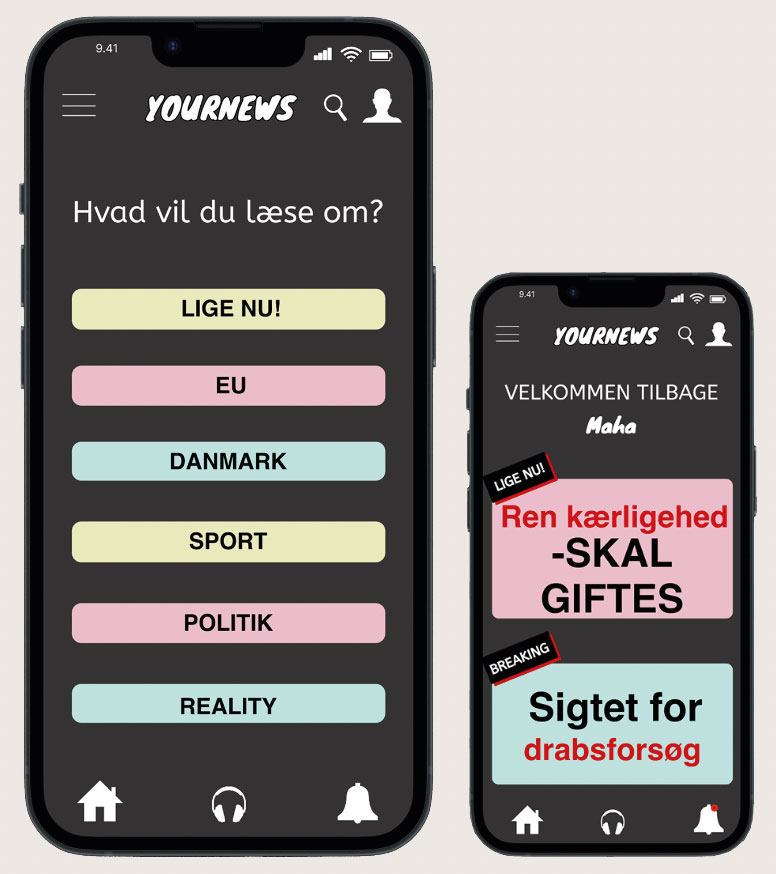 9.41
YOURNEWS
Hvad vil du læse om?
LIGE NU!
EU
DANMARK
SPORT
POLITIK
REALITY
9.41
YOURNEWS
VELKOMMEN TILBAGE
Maha
LIGE NU!
Ren kærligehed
-SKAL
GIFTES
BREAKING
Sigtet for
drabsforsøg